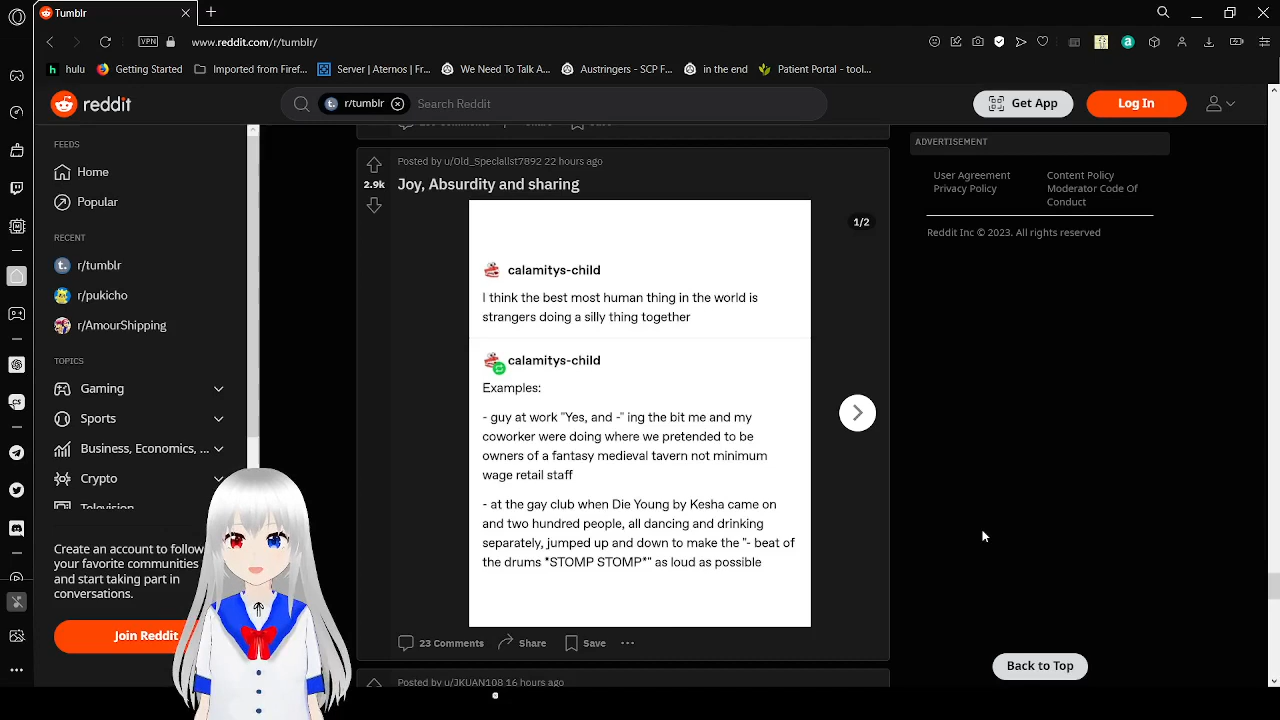 Tumblr
VPN
www.reddit.com/r/tumblr/
hulu
Getting Started
Imported from Firef...
Server | Aternos | Fr...
We Need To Talk A...
Austringers - SCP F...
in the end
Patient Portal - tool...
reddit
r/tumblr
Search Reddit
Get App
Log In
FEEDS
Home
Popular
RECENT
r/tumblr
r/pukicho
r/AmourShipping
TOPICS
Gaming
Sports
Business, Economics, ...
Crypto
Television
Create an account to follow
your favorite communities
and start taking part in
conversations.
Join Reddit
Share
Save
Posted by u/Old_Specialist7892 22 hours ago
2.9k
Joy, Absurdity and sharing
1/2
calamitys-child
I think the best most human thing in the world is
strangers doing a silly thing together
calamitys-child
Examples:
- guy at work "Yes, and -" ing the bit me and my
coworker were doing where we pretended to be
owners of a fantasy medieval tavern not minimum
wage retail staff
- at the gay club when Die Young by Kesha came on
and two hundred people, all dancing and drinking
separately, jumped up and down to make the "- beat of
the drums *STOMP STOMP*" as loud as possible
23 Comments
Share
Save
Posted by u/JKUAN108 16 hours ago
ADVERTISEMENT
User Agreement
Privacy Policy
Content Policy
Moderator Code Of
Conduct
Reddit Inc © 2023. All rights reserved
Back to Top